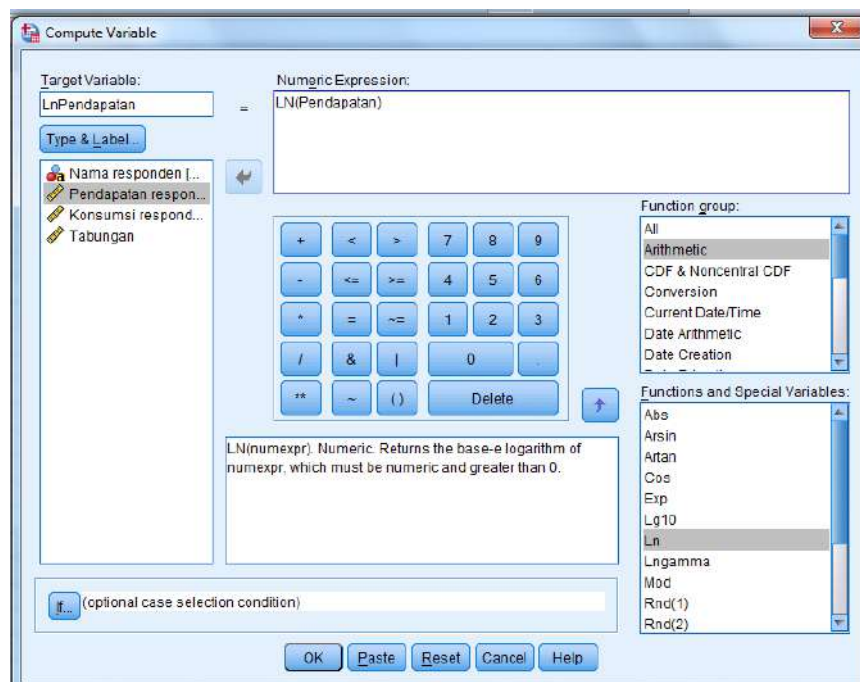 Compute Variable
Target Variable:
LnPendapatan
=
Numeric Expression:
LN(Pendapatan)
Type & Label...
Nama responden [...
Pendapatan respon...
Konsumsi respond...
Tabungan
+ < > 7 8 9
- <= >= 4 5 6
* = ~= 1 2 3
/ & | 0 .
** ~ () Delete
LN(numexpr). Numeric. Returns the base-e logarithm of
numexpr, which must be numeric and greater than 0.
Function group:
All
Arithmetic
CDF & Noncentral CDF
Conversion
Current Date/Time
Date Arithmetic
Date Creation
Functions and Special Variables:
Abs
Arsin
Artan
Cos
Exp
Lg10
Ln
Lngamma
Mod
Rnd(1)
Rnd(2)
If... (optional case selection condition)
OK Paste Reset Cancel Help